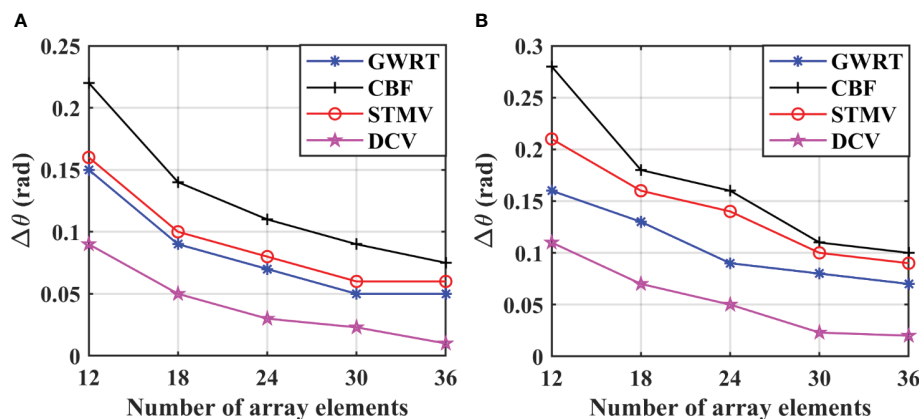 A
0.25
0.2
0.15
0.1
0.05
0
Δθ (rad)
12 18 24 30 36
Number of array elements
GWRT
CBF
STMV
DCV
B
0.3
0.25
0.2
0.15
0.1
0.05
0
Δθ (rad)
12 18 24 30 36
Number of array elements
GWRT
CBF
STMV
DCV